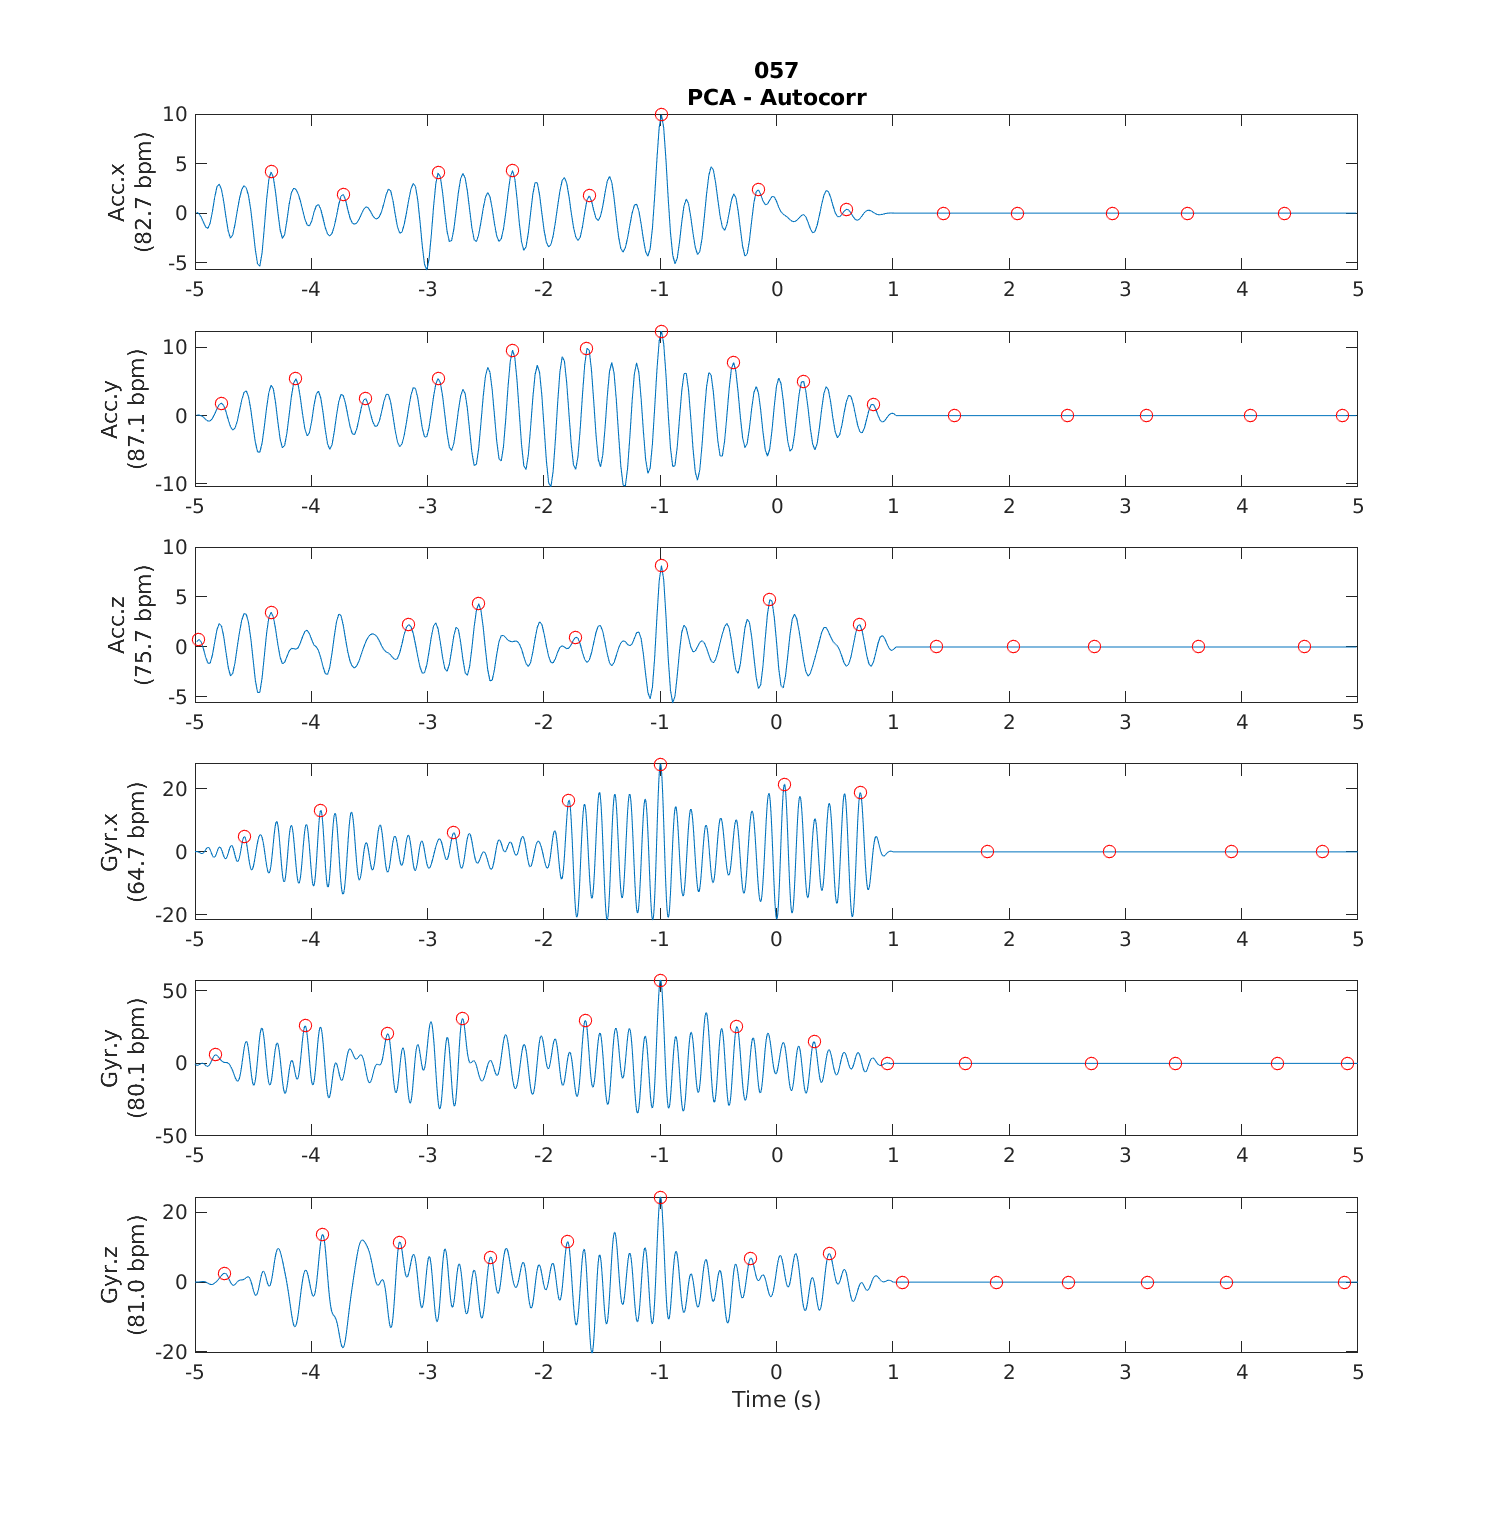 057
PCA - Autocorr
Acc.x
(82.7 bpm)
10
5
0
-5
-5 -4 -3 -2 -1 0 1 2 3 4 5
Acc.y
(87.1 bpm)
10
0
-10
-5 -4 -3 -2 -1 0 1 2 3 4 5
Acc.z
(75.7 bpm)
10
5
0
-5
-5 -4 -3 -2 -1 0 1 2 3 4 5
Gyr.x
(64.7 bpm)
20
0
-20
-5 -4 -3 -2 -1 0 1 2 3 4 5
Gyr.y
(80.1 bpm)
50
0
-50
-5 -4 -3 -2 -1 0 1 2 3 4 5
Gyr.z
(81.0 bpm)
20
0
-20
-5 -4 -3 -2 -1 0 1 2 3 4 5
Time (s)